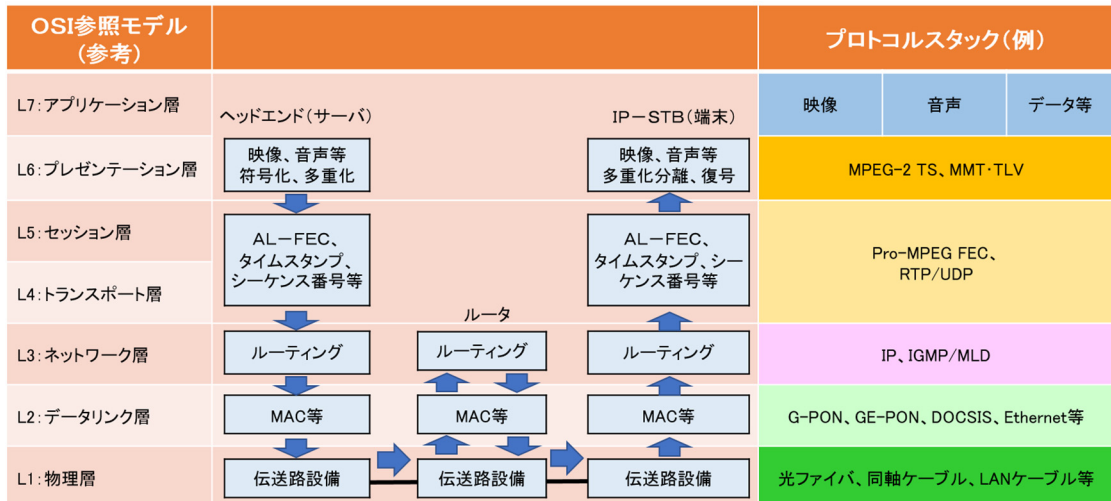 OSI参照モデル
(参考)
プロトコルスタック(例)
L7:アプリケーション層
ヘッドエンド(サーバ)
IP-STB(端末)
映像
音声
データ等
L6:プレゼンテーション層
映像、音声等
符号化、多重化
映像、音声等
多重化分離、復号
MPEG-2 TS、MMT・TLV
L5:セッション層
AL-FEC、
タイムスタンプ、
シーケンス番号等
AL-FEC、
タイムスタンプ、シー
ケンス番号等
Pro-MPEG FEC、
RTP/UDP
L4:トランスポート層
ルータ
L3:ネットワーク層
ルーティング
ルーティング
ルーティング
IP、IGMP/MLD
L2:データリンク層
MAC等
MAC等
MAC等
G-PON、GE-PON、DOCSIS、Ethernet等
L1:物理層
伝送路設備
伝送路設備
伝送路設備
光ファイバ、同軸ケーブル、LANケーブル等